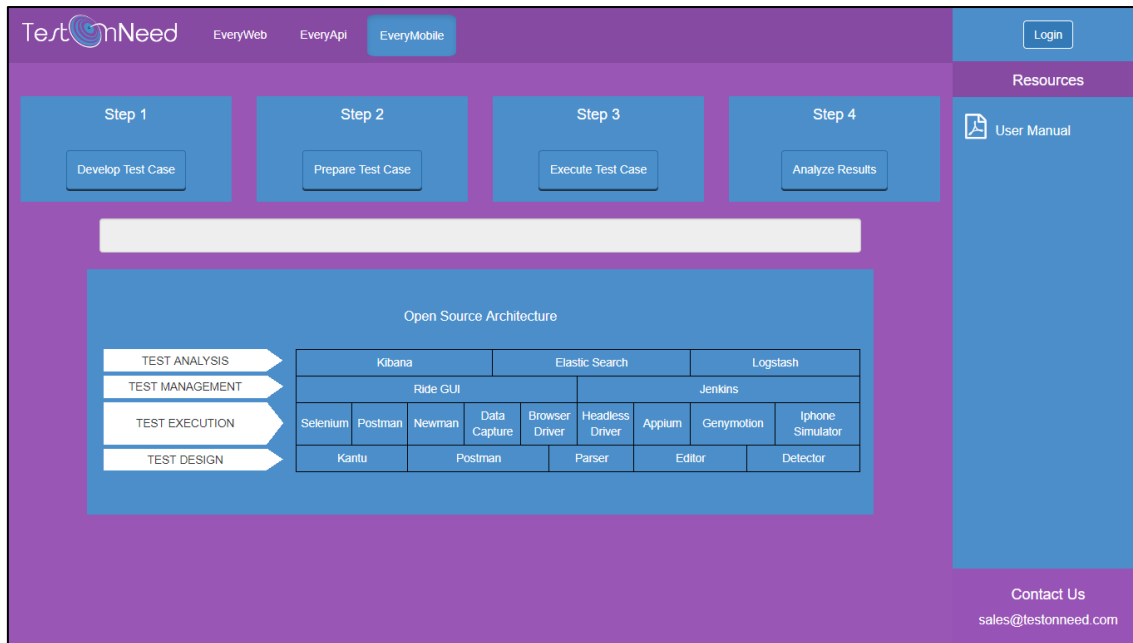 TestOnNeed
EveryWeb EveryApi EveryMobile
Login
Resources
User Manual
Step 1 Step 2 Step 3 Step 4
Develop Test Case Prepare Test Case Execute Test Case Analyze Results
Open Source Architecture
TEST ANALYSIS Kibana Elastic Search Logstash
TEST MANAGEMENT Ride GUI Jenkins
TEST EXECUTION Selenium Postman Newman Data Capture Browser Driver Headless Driver Appium Genymotion Iphone Simulator
TEST DESIGN Kantu Postman Parser Editor Detector
Contact Us
sales@testonneed.com